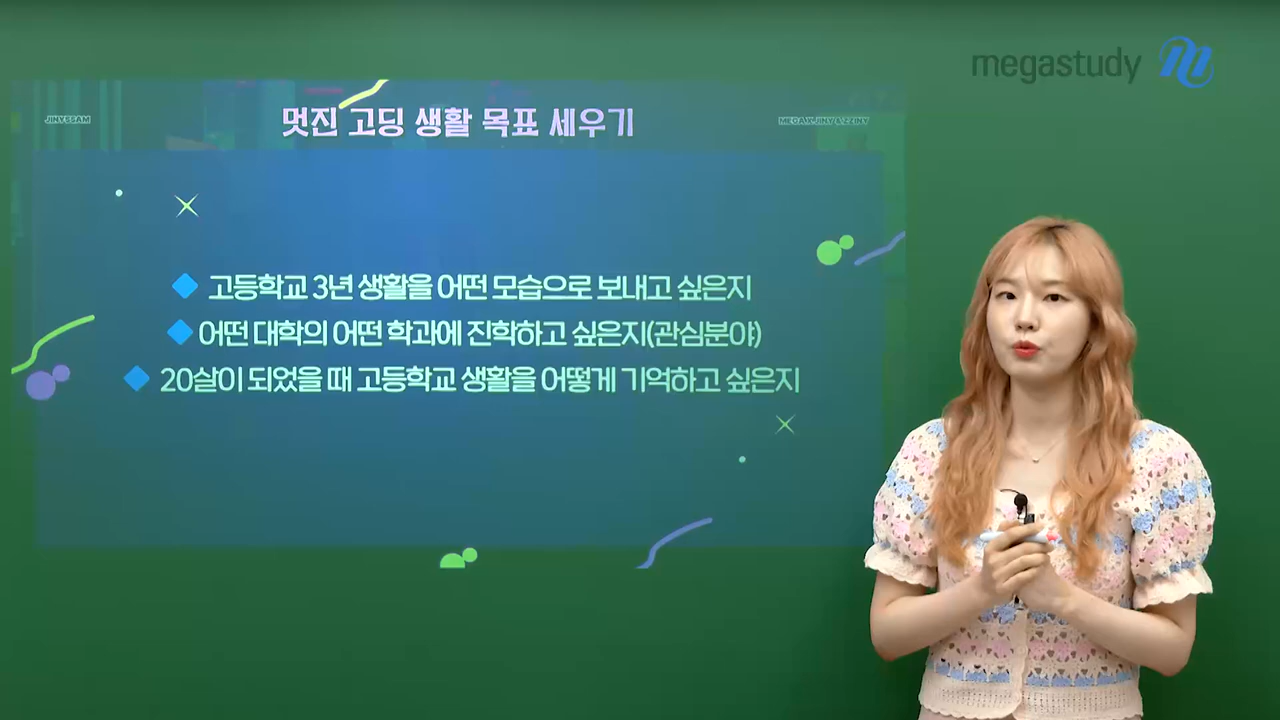 megastudy
JINYSSAM
멋진 고딩 생활 목표 세우기
고등학교 3년 생활을 어떤 모습으로 보내고 싶은지
어떤 대학의 어떤 학과에 진학하고 싶은지(관심분야)
20살이 되었을 때 고등학교 생활을 어떻게 기억하고 싶은지